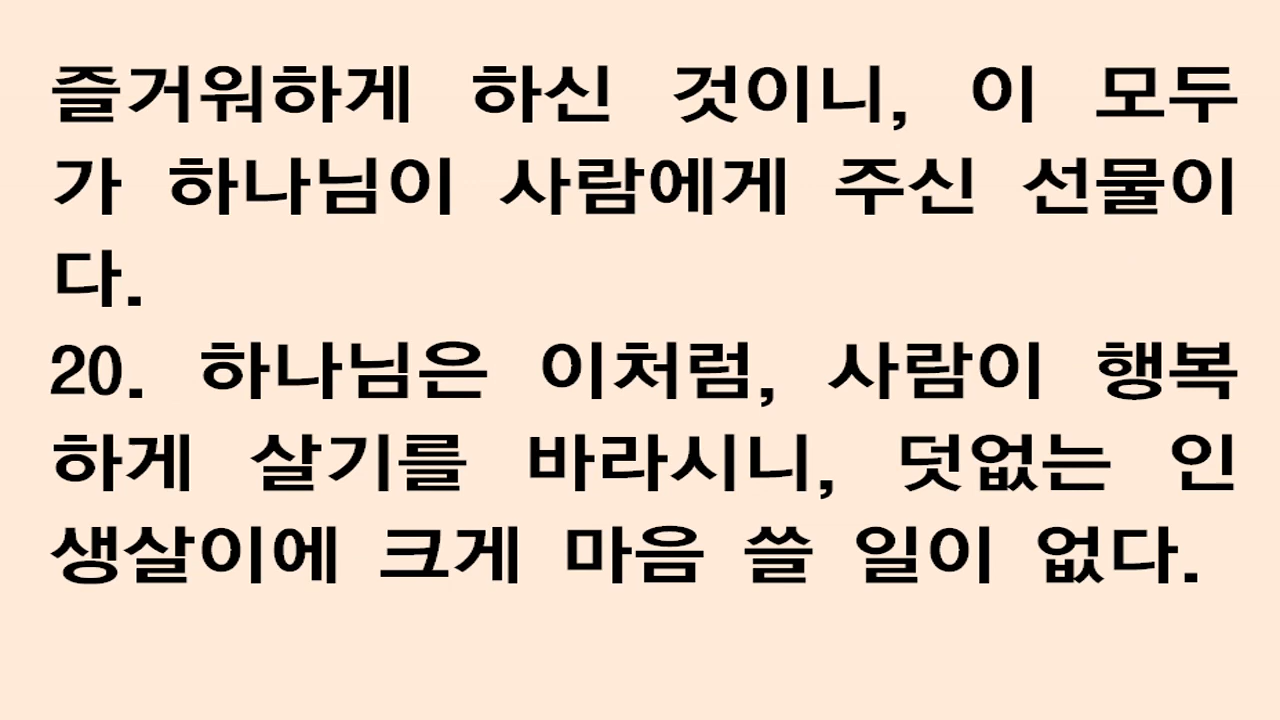 즐거워하게 하신 것이니, 이 모두
가 하나님이 사람에게 주신 선물이
다.
20. 하나님은 이처럼, 사람이 행복
하게 살기를 바라시니, 덧없는 인
생살이에 크게 마음 쓸 일이 없다.